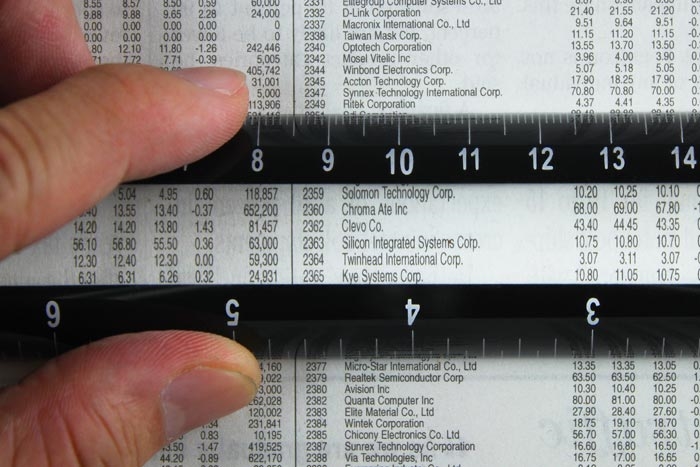 8.55 8.55 8.50 0.59 60,000 2331 Elitegroup Computer Systems Co., Ltd
9.88 9.88 9.65 2.28 24,000 2332 D-Link Corporation 21.40 21.55 21.20
0.00 0.00 0.00 2337 Macronix International Co., Ltd 9.51 9.64 9.51
0.00 0.00 0.00 2338 Taiwan Mask Corp. 11.15 11.20 11.15
12.80 12.10 11.80 -1.26 242,446 2340 Optotech Corporation 13.55 13.70 13.50
7.72 7.71 -0.39 5,005 2342 Mosel Vitelic Inc 3.96 4.00 3.90
405,742 2344 Winbond Electronics Corp. 5.07 5.18 5.05
31,001 2345 Accton Technology Corp. 17.90 18.25 17.90
5,000 2347 Synnex Technology International Corp. 70.80 70.80 70.00
113,906 2349 Ritek Corporation 4.37 4.41 4.35
8 9 10 11 12 13 14
5.04 4.95 0.60 118,857 2359 Solomon Technology Corp. 10.20 10.25 10.10
13.55 13.40 -0.37 652,200 2360 Chroma Ate Inc 68.00 69.00 67.80
14.20 14.20 13.80 1.43 81,457 2362 Clevo Co. 43.40 44.45 43.35
56.10 56.80 55.50 0.36 63,000 2363 Silicon Integrated Systems Corp. 10.75 10.80 10.70
12.30 12.40 12.30 0.00 59,300 2364 Twinhead International Corp. 3.07 3.11 3.07
6.31 6.31 6.26 0.32 24,931 2365 Kye Systems Corp. 10.80 11.05 10.75
6 5 4 3
2377 Micro-Star International Co., Ltd 13.35 13.35 13.05
2379 Realtek Semiconductor Corp 63.50 63.50 62.50
2380 Avision Inc 10.30 10.40 10.25
2382 Quanta Computer Inc 80.00 81.00 80.00
120,002 2383 Elite Material Co., Ltd 27.90 28.40 27.60
231,841 2384 Wintek Corporation 18.75 19.10 18.70
0.83 10,195 2385 Chicony Electronics Co. Ltd 56.70 57.00 56.30
-1.47 419,525 2387 Sunrex Technology Corporation 16.60 16.80 16.50
-0.89 622,170 2388 Via Technologies, Inc 16.75 17.00 16.65